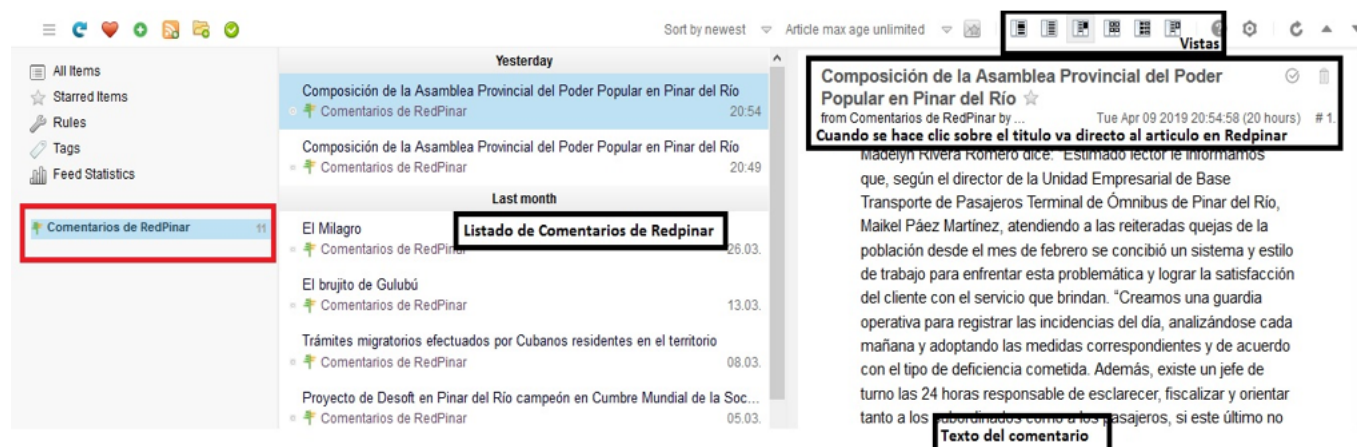 Sort by newest
Article max age unlimited
Vistas
All Items
Starred Items
Rules
Tags
Feed Statistics
Comentarios de RedPinar 11
Yesterday
Composición de la Asamblea Provincial del Poder Popular en Pinar del Río
Comentarios de RedPinar 20:54
Composición de la Asamblea Provincial del Poder Popular en Pinar del Río
Comentarios de RedPinar 20:49
Last month
El Milagro
Listado de Comentarios de Redpinar
Comentarios de RedPinar 26.03.
El brujito de Gulubú
Comentarios de RedPinar 13.03.
Trámites migratorios efectuados por Cubanos residentes en el territorio
Comentarios de RedPinar 08.03.
Proyecto de Desoft en Pinar del Río campeón en Cumbre Mundial de la Soc...
Comentarios de RedPinar 05.03.
Composición de la Asamblea Provincial del Poder
Popular en Pinar del Río
from Comentarios de RedPinar by ... Tue Apr 09 2019 20:54:58 (20 hours) # 1.
Cuando se hace clic sobre el titulo va directo al articulo en Redpinar
Madelyn Rivera Romero dice: "Estimado lector le informamos
que, según el director de la Unidad Empresarial de Base
Transporte de Pasajeros Terminal de Ómnibus de Pinar del Río,
Maikel Páez Martínez, atendiendo a las reiteradas quejas de la
población desde el mes de febrero se concibió un sistema y estilo
de trabajo para enfrentar esta problemática y lograr la satisfacción
del cliente con el servicio que brindan. "Creamos una guardia
operativa para registrar las incidencias del día, analizándose cada
mañana y adoptando las medidas correspondientes y de acuerdo
con el tipo de deficiencia cometida. Además, existe un jefe de
turno las 24 horas responsable de esclarecer, fiscalizar y orientar
tanto a los subordinados como a los pasajeros, si este último no
Texto del comentario